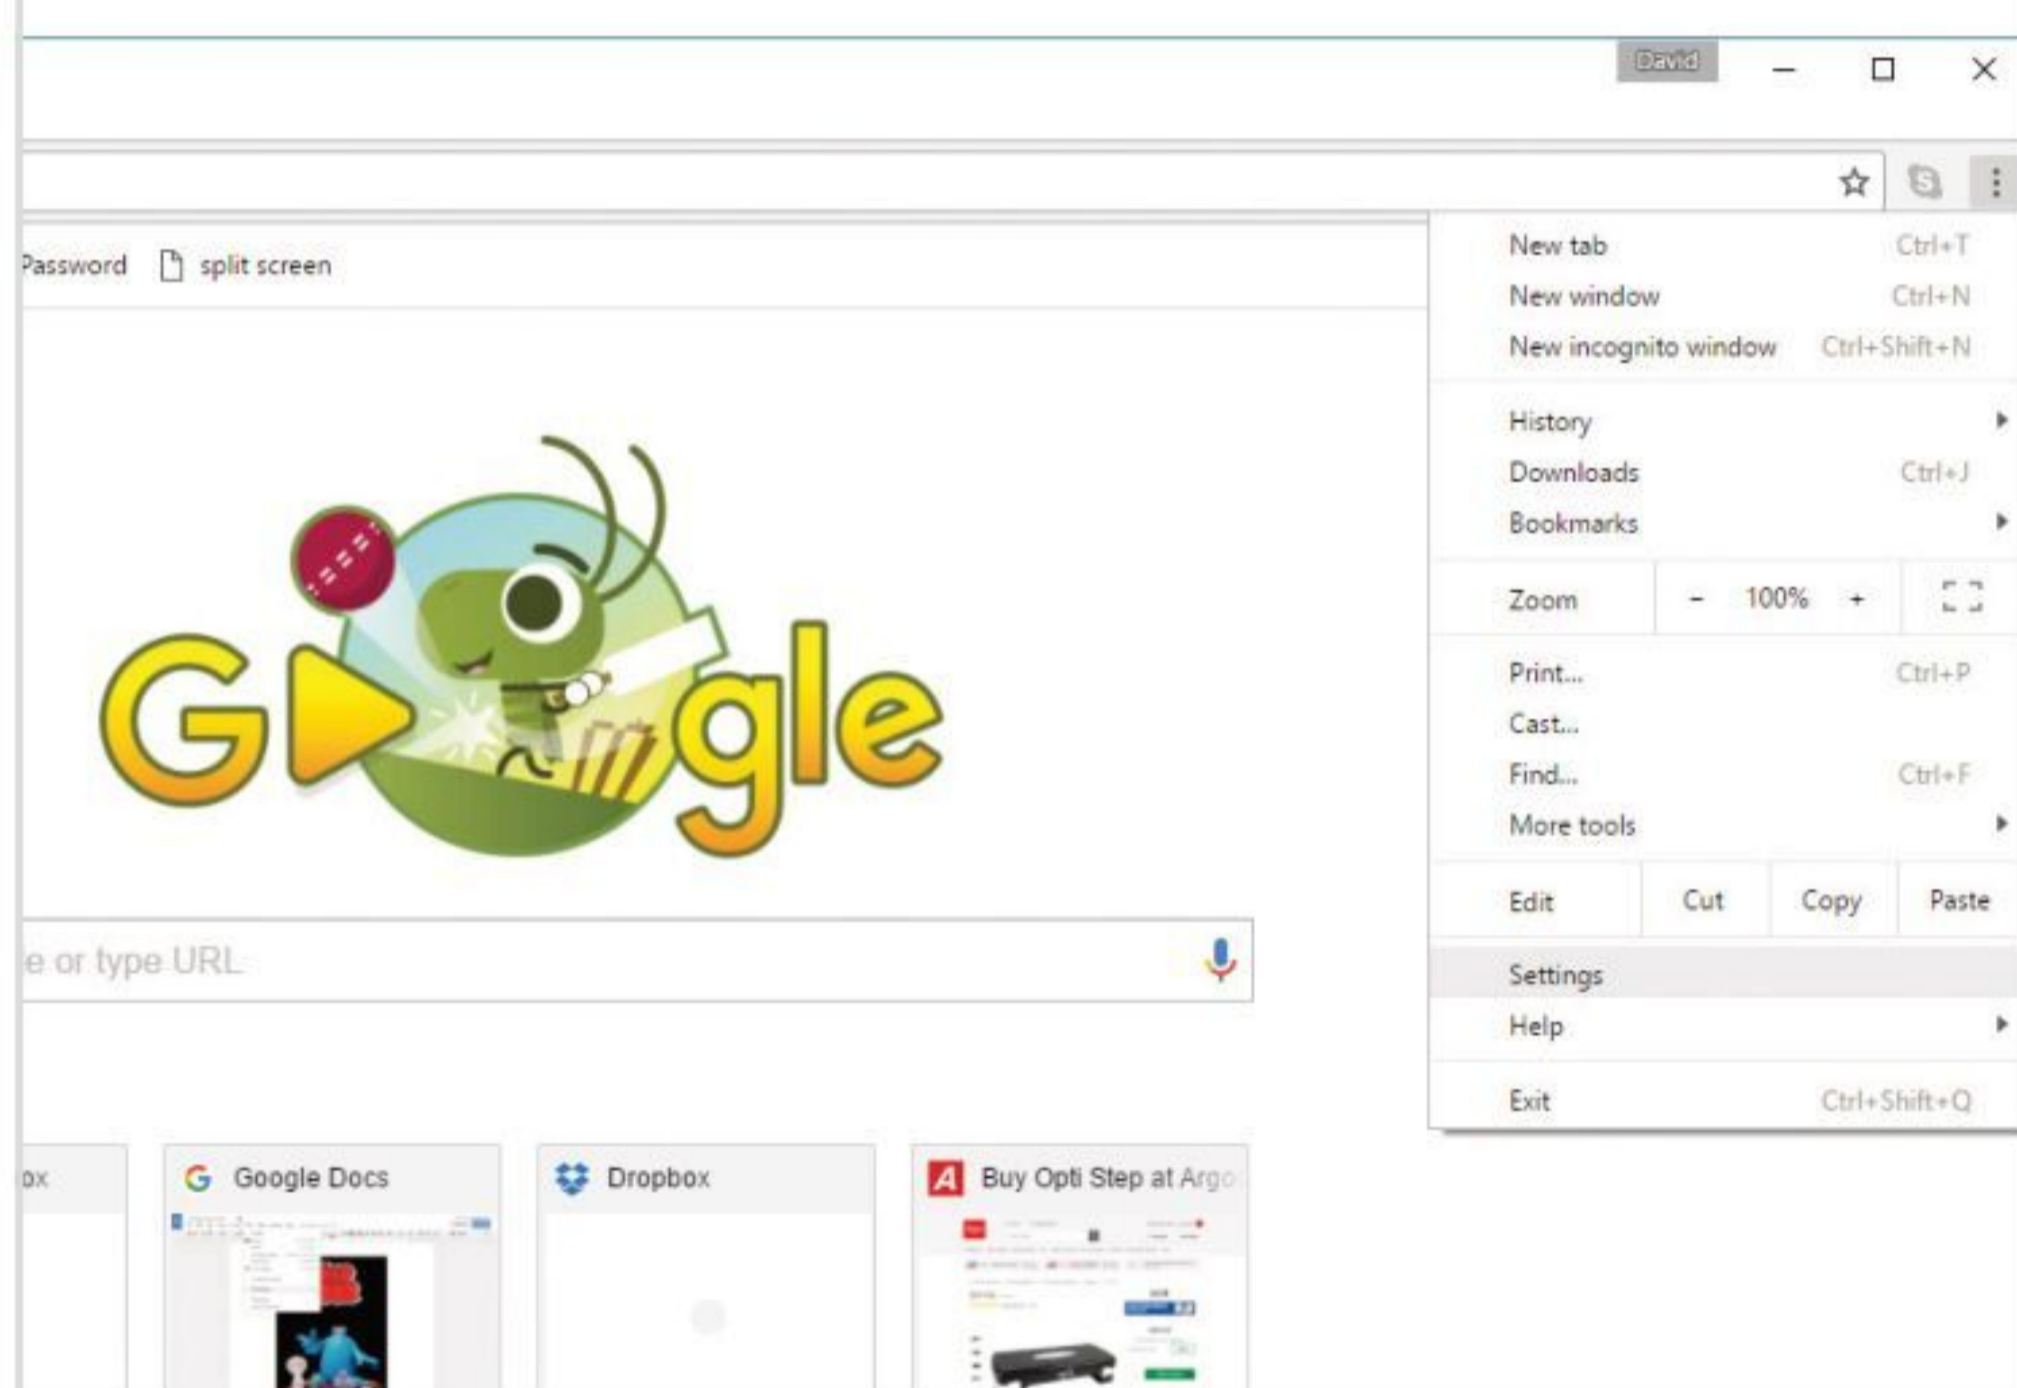 David
Password split screen
New tab Ctrl+T
New window Ctrl+N
New incognito window Ctrl+Shift+N
History
Downloads Ctrl+J
Bookmarks
Zoom - 100% +
Print... Ctrl+P
Cast...
Find... Ctrl+F
More tools
Edit Cut Copy Paste
Settings
Help
Exit Ctrl+Shift+Q
Google
e or type URL
ox Google Docs Dropbox Buy Opti Step at Argo